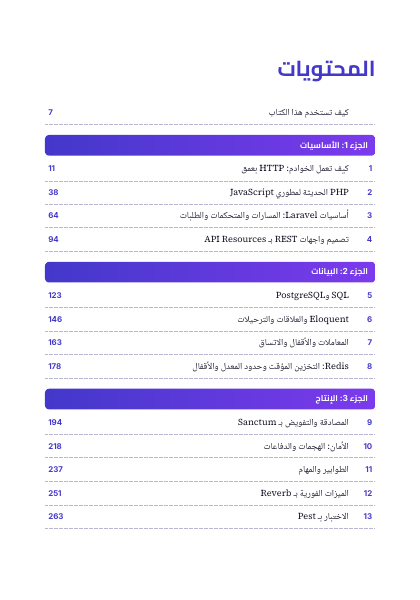 المحتويات
كيف تستخدم هذا الكتاب 7
الجزء 1: الأساسيات
1 كيف تعمل الخوادم: HTTP بعمق 11
2 PHP الحديثة لمطوري JavaScript 38
3 أساسيات Laravel: المسارات والمتحكمات والطلبات 64
4 تصميم واجهات REST بـ API Resources 94
الجزء 2: البيانات
5 SQL وPostgreSQL 123
6 Eloquent والعلاقات والترحيلات 146
7 المعاملات والأقفال والاتساق 163
8 Redis: التخزين المؤقت وحدود المعدل والأقفال 178
الجزء 3: الإنتاج
9 المصادقة والتفويض بـ Sanctum 194
10 الأمان: الهجمات والدفاعات 218
11 الطوابير والمهام 237
12 الميزات الفورية بـ Reverb 251
13 الاختبار بـ Pest 263